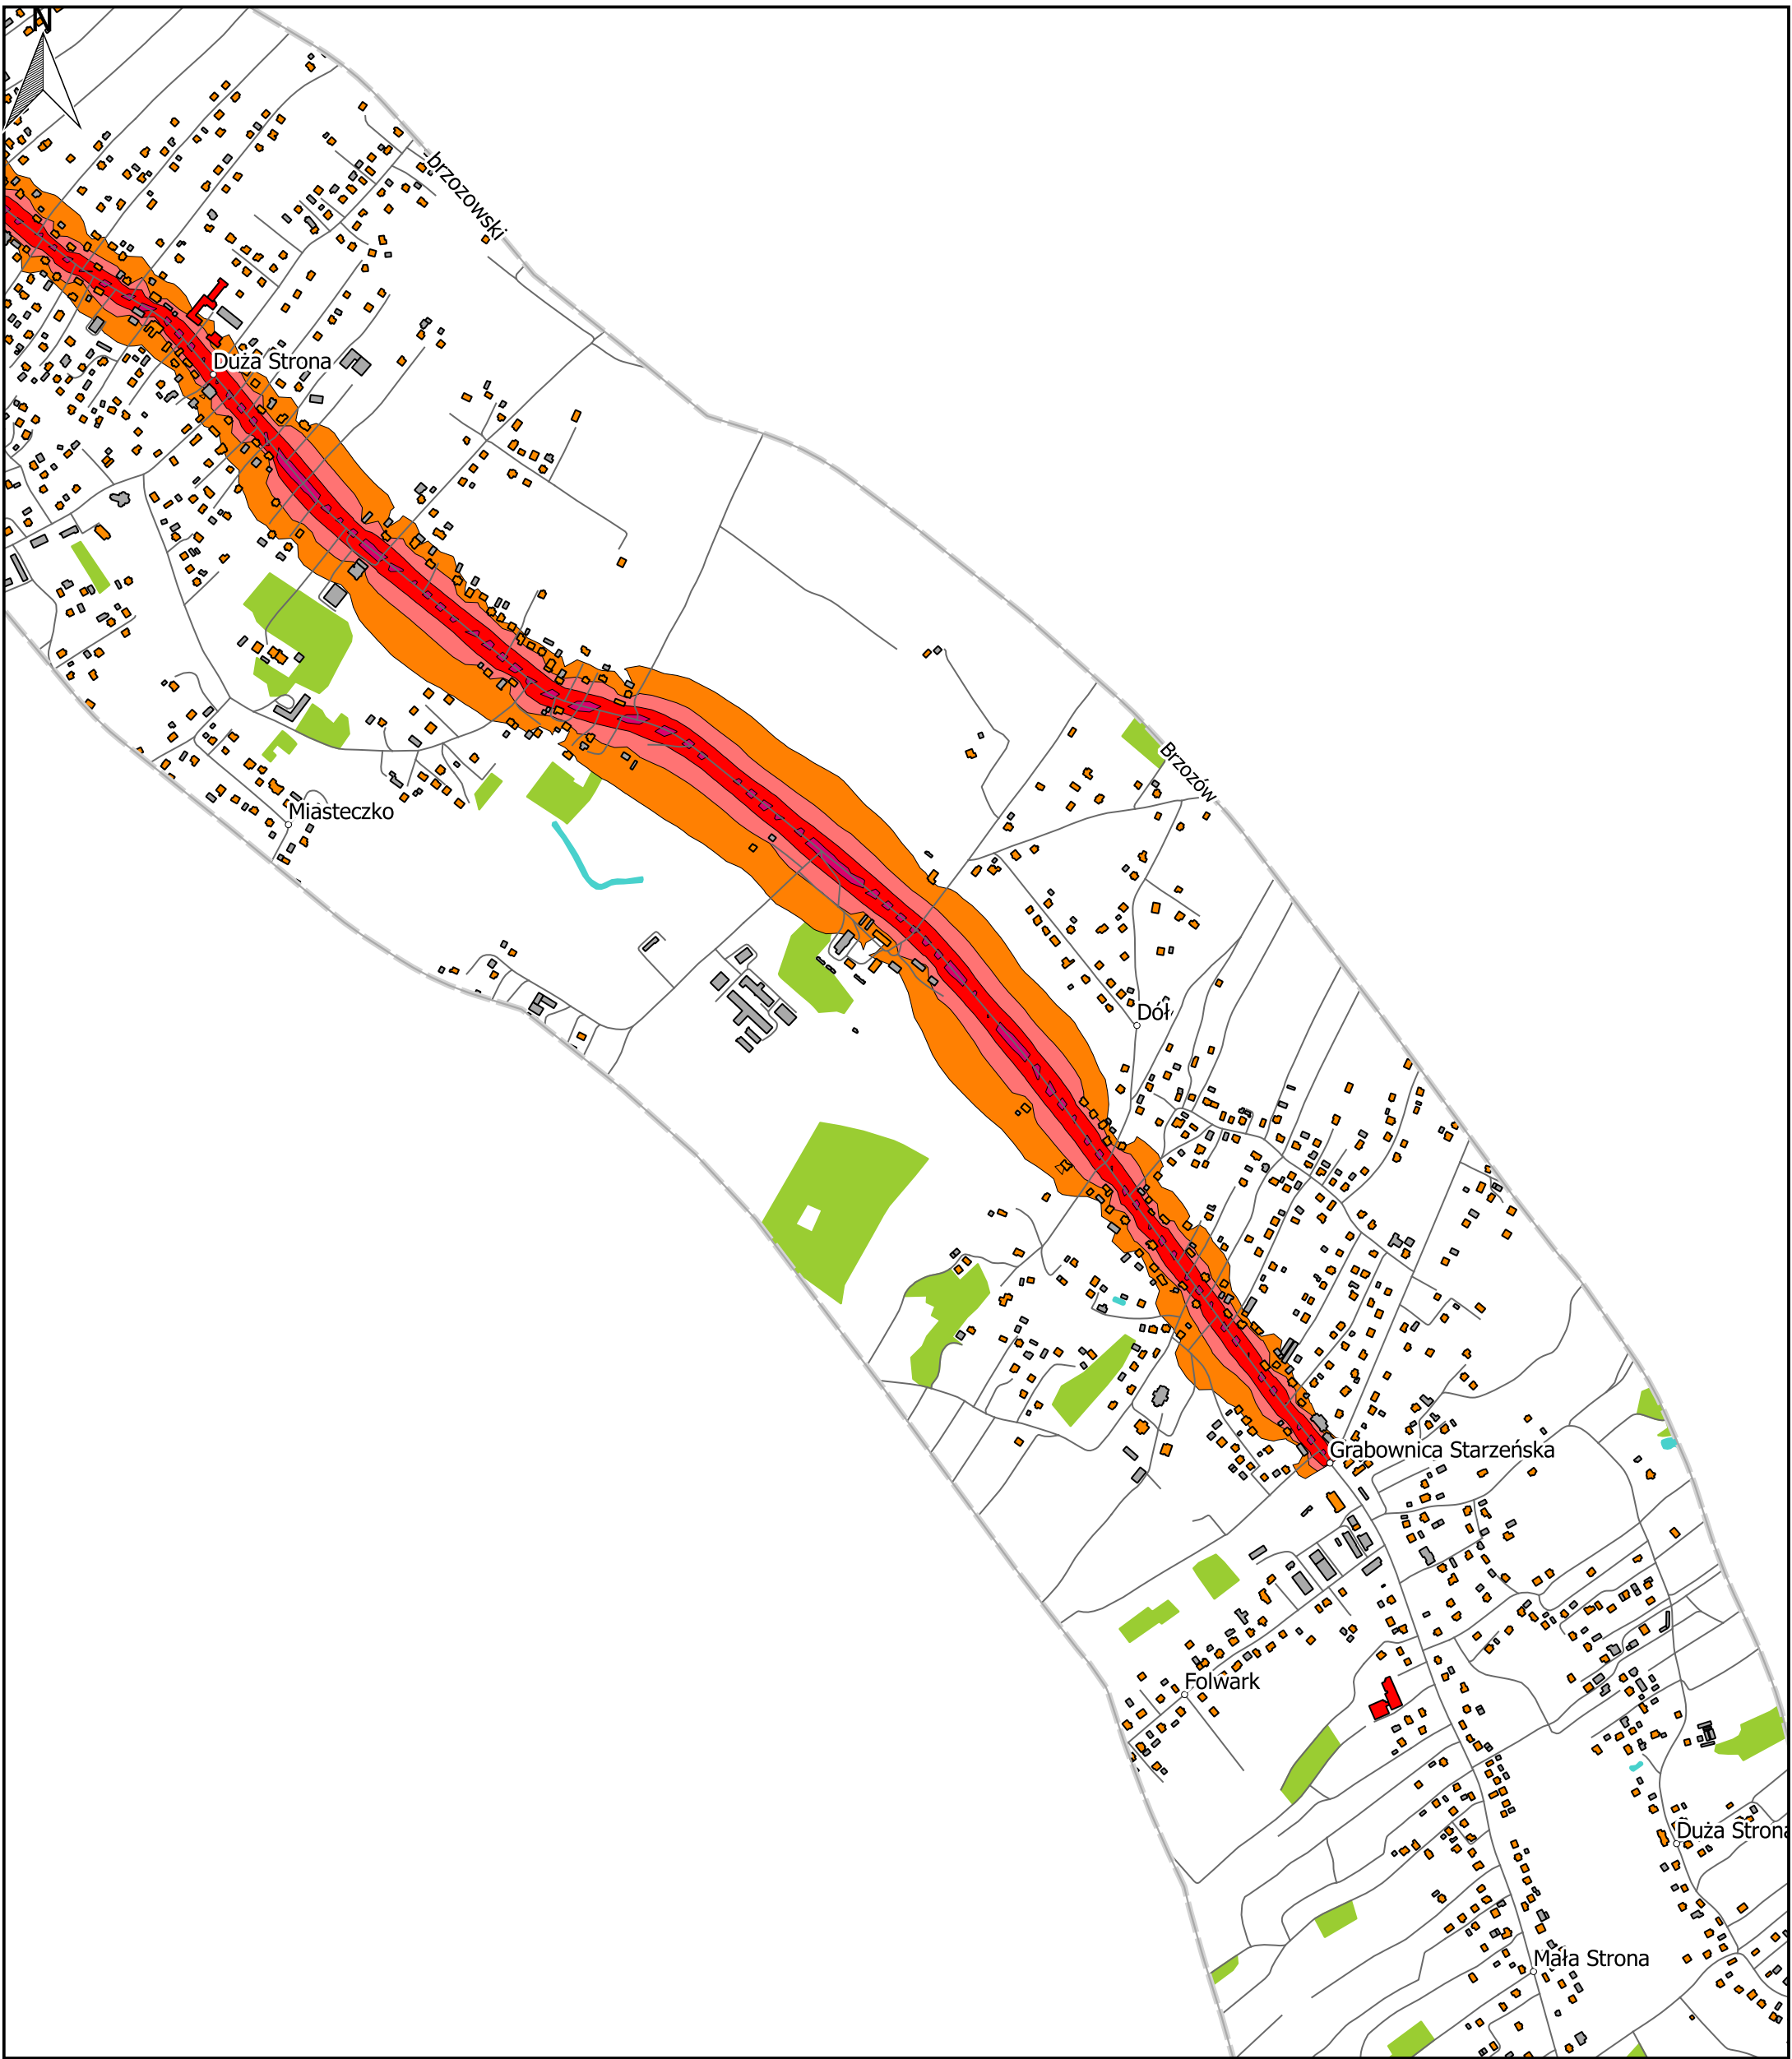 N
-brzozowski
Duża Strona
Brzozów
Miasteczko
Dół
Grabownica Starzeńska
Folwark
Duża Strona
Mała Strona